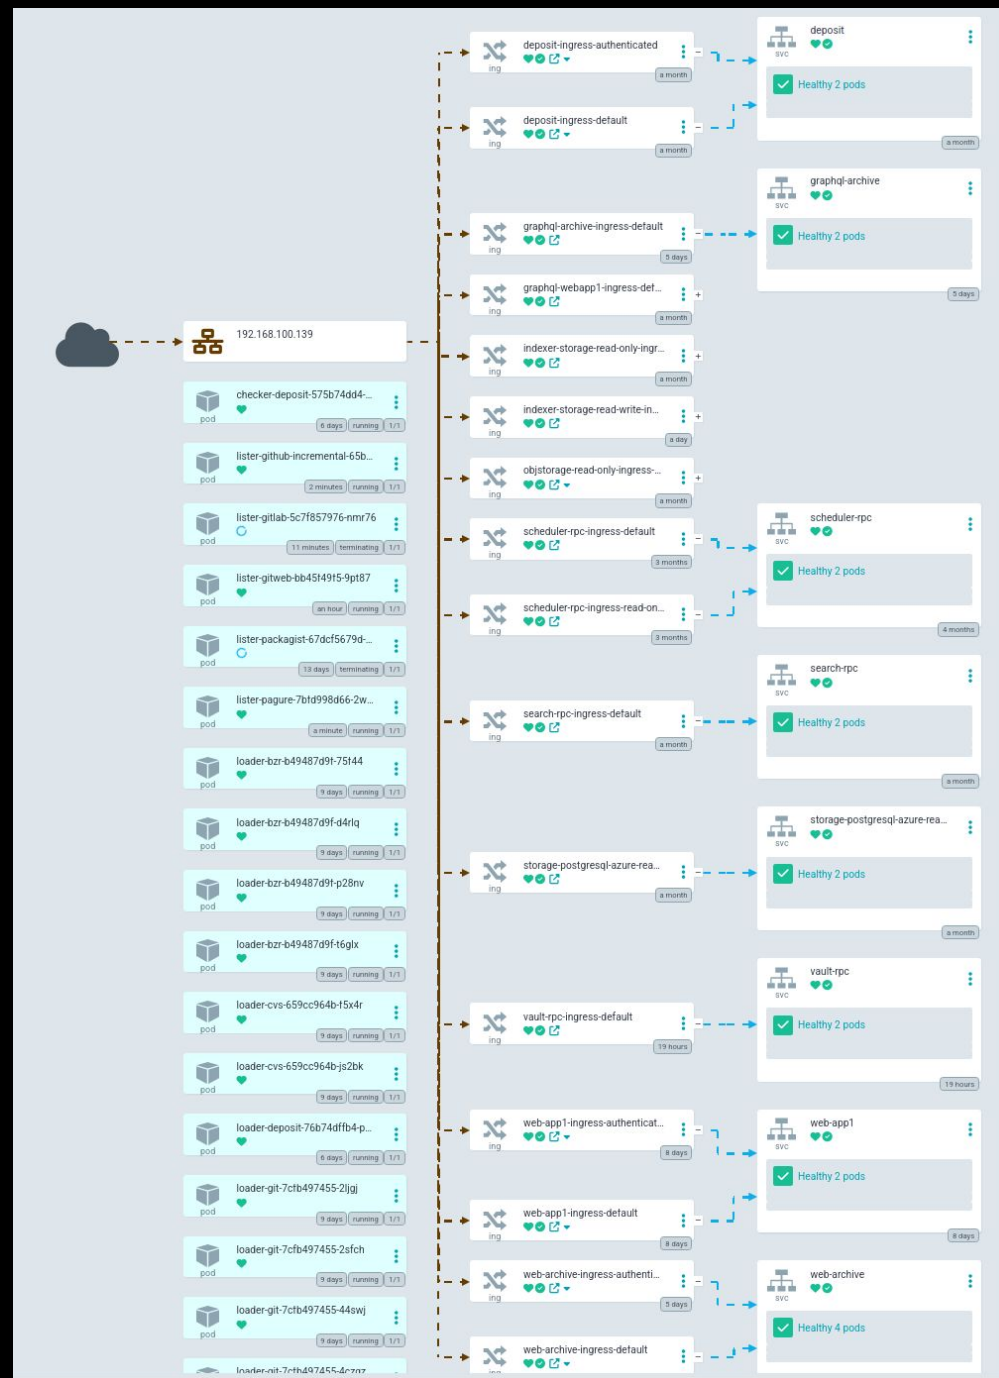 192.168.100.139
checker-deposit-575b74dd4-...
pod
6 days running 1/1
lister-github-incremental-65b...
pod
2 minutes running 1/1
lister-gitlab-5c7f857976-nmr76
pod
11 minutes terminating 1/1
lister-gitweb-bb45f49f5-9pt87
pod
an hour running 1/1
lister-packagist-67dcf5679d-...
pod
13 days terminating 1/1
lister-pagure-7bfd998d66-2w...
pod
a minute running 1/1
loader-bzr-b49487d9f-75f44
pod
9 days running 1/1
loader-bzr-b49487d9f-d4rlq
pod
9 days running 1/1
loader-bzr-b49487d9f-p28nv
pod
9 days running 1/1
loader-bzr-b49487d9f-t6glx
pod
9 days running 1/1
loader-cvs-659cc964b-f5x4r
pod
9 days running 1/1
loader-cvs-659cc964b-js2bk
pod
9 days running 1/1
loader-deposit-76b74dffb4-p...
pod
6 days running 1/1
loader-git-7cfb497455-2ljgj
pod
9 days running 1/1
loader-git-7cfb497455-2sfch
pod
9 days running 1/1
loader-git-7cfb497455-44swj
pod
9 days running 1/1
loader-git-7cfb497455-4czqz
deposit-ingress-authenticated
ing
a month
deposit-ingress-default
ing
a month
graphql-archive-ingress-default
ing
5 days
graphql-webapp1-ingress-def...
ing
a month
indexer-storage-read-only-ingr...
ing
a month
indexer-storage-read-write-in...
ing
a day
objstorage-read-only-ingress-...
ing
a month
scheduler-rpc-ingress-default
ing
3 months
scheduler-rpc-ingress-read-on...
ing
3 months
search-rpc-ingress-default
ing
a month
storage-postgresql-azure-rea...
ing
a month
vault-rpc-ingress-default
ing
19 hours
web-app1-ingress-authenticat...
ing
8 days
web-app1-ingress-default
ing
8 days
web-archive-ingress-authenti...
ing
5 days
web-archive-ingress-default
ing
deposit
svc
Healthy 2 pods
a month
graphql-archive
svc
Healthy 2 pods
5 days
scheduler-rpc
svc
Healthy 2 pods
4 months
search-rpc
svc
Healthy 2 pods
a month
storage-postgresql-azure-rea...
svc
Healthy 2 pods
a month
vault-rpc
svc
Healthy 2 pods
19 hours
web-app1
svc
Healthy 2 pods
8 days
web-archive
svc
Healthy 4 pods